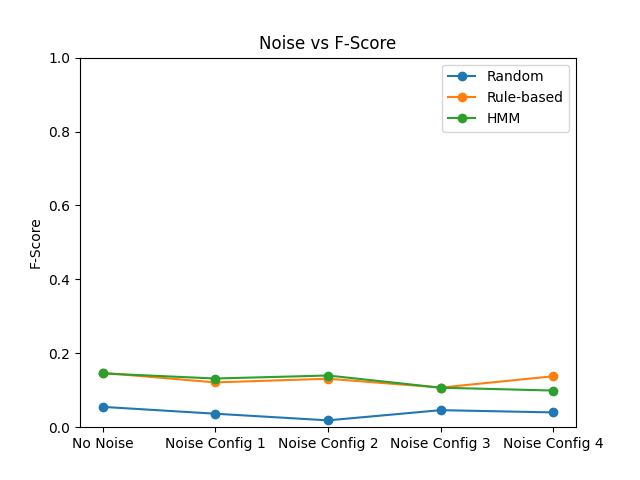 Noise vs F-Score
1.0
0.8
0.6
0.4
0.2
0.0
F-Score
Random
Rule-based
HMM
No Noise
Noise Config 1
Noise Config 2
Noise Config 3
Noise Config 4